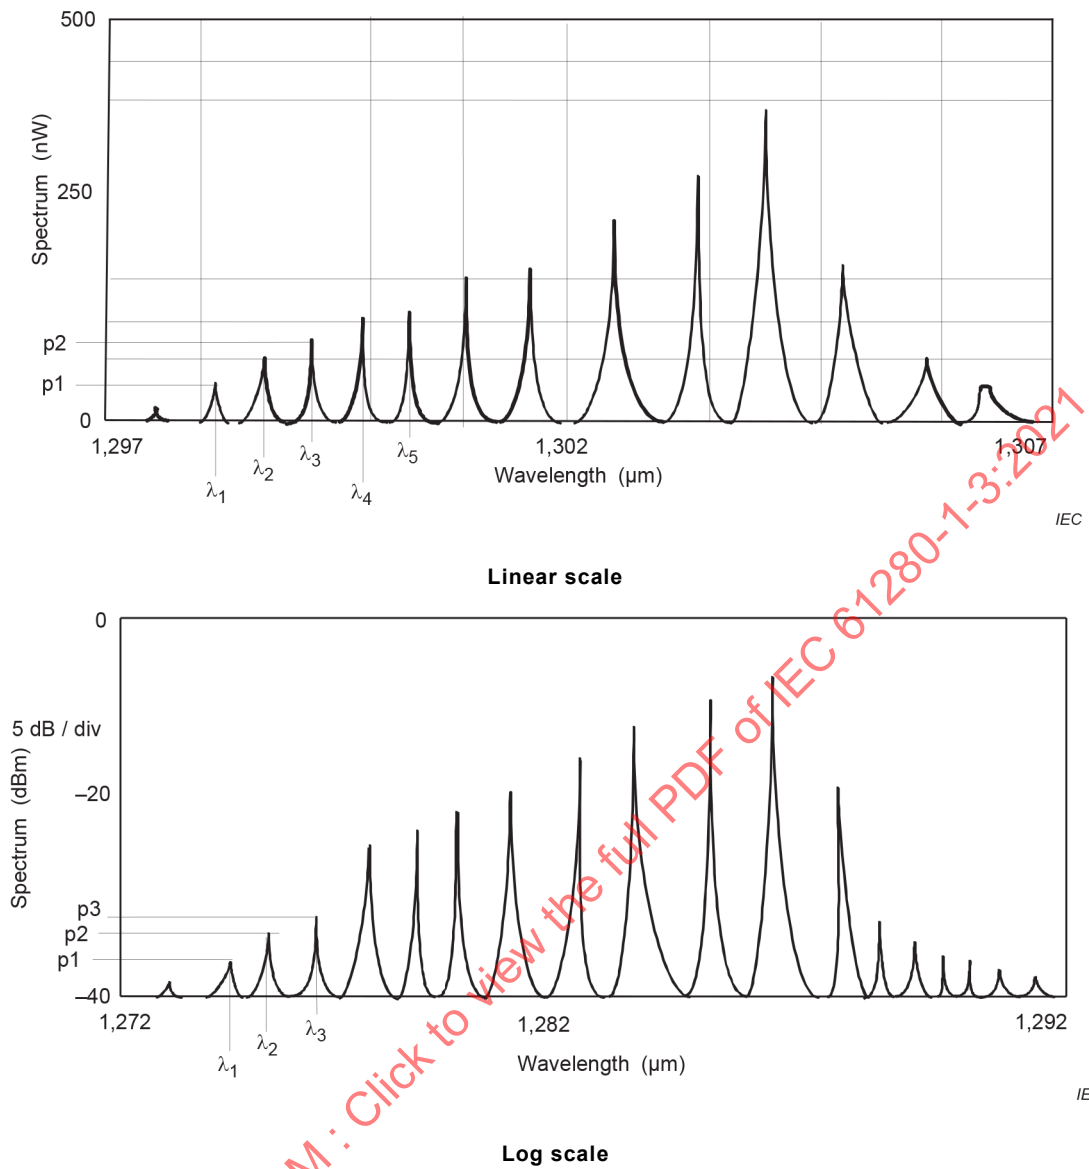 500
Spectrum (nW)
250
p2
p1
0
1,297
1,302
1,307
λ1
λ2
λ3
λ4
λ5
Wavelength (µm)
IEC
Linear scale
0
5 dB / div
Spectrum (dBm)
–20
p3
p2
p1
–40
1,272
1,282
1,292
λ1
λ2
λ3
Wavelength (µm)
Log scale
M : Click to view the full PDF of IEC 61280-1-3:2021